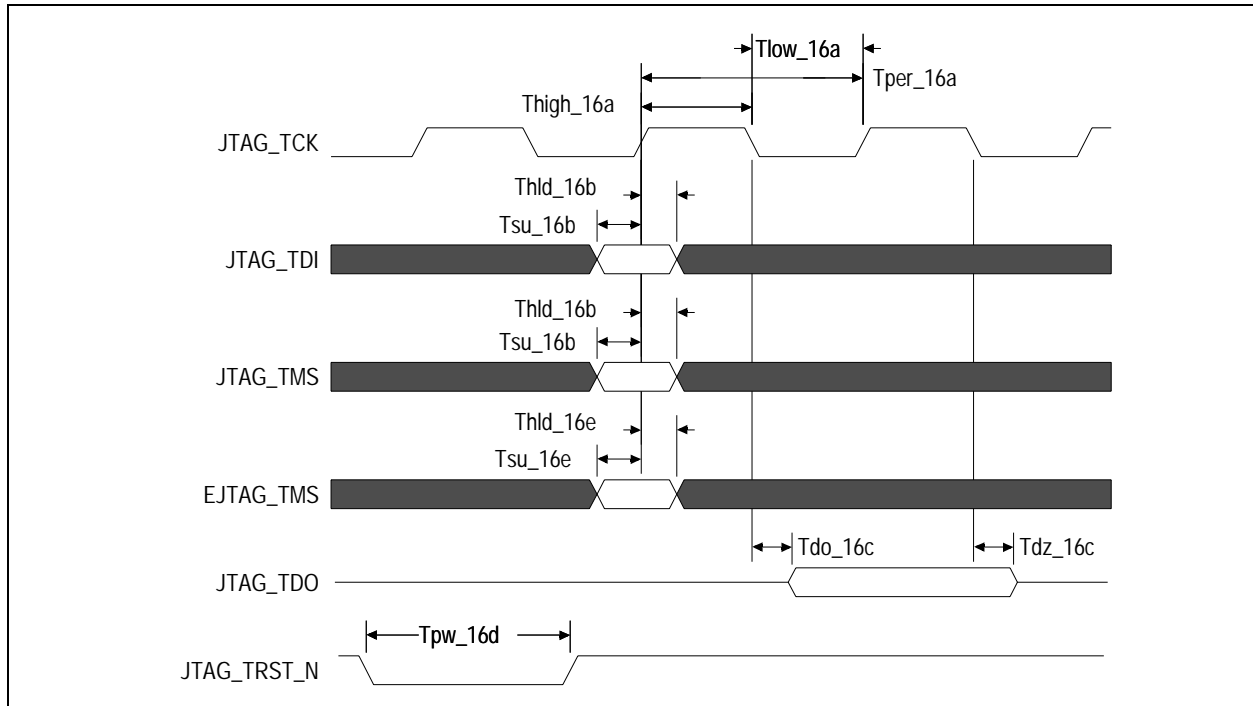 Tlow_16a
Tper_16a
Thigh_16a
JTAG_TCK
Thld_16b
Tsu_16b
JTAG_TDI
Thld_16b
Tsu_16b
JTAG_TMS
Thld_16e
Tsu_16e
EJTAG_TMS
Tdo_16c Tdz_16c
JTAG_TDO
Tpw_16d
JTAG_TRST_N